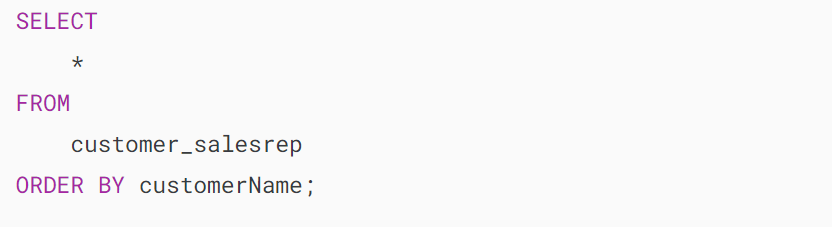 SELECT
    *
FROM
    customer_salesrep
ORDER BY customerName;